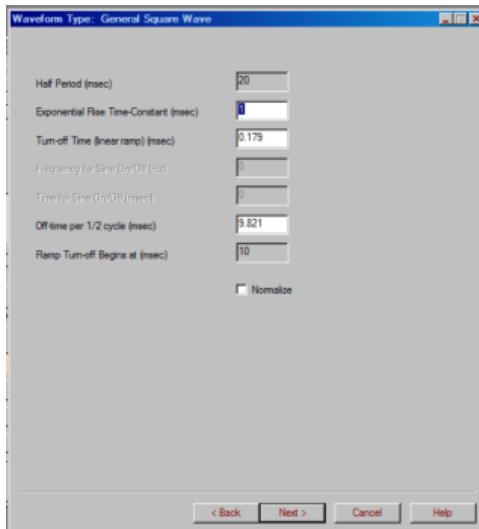 Waveform Type: General Square Wave
Half Period (msec) 20
Exponential Rise Time-Constant (msec) 1
Turn-off Time (linear ramp) (msec) 0.179
Frequency for Sine On/Off (Hz) 0
Time for Sine On/Off (msec) 0
Off-time per 1/2 cycle (msec) 9.821
Ramp Turn-off Begins at (msec) 10
Normalize
< Back Next > Cancel Help